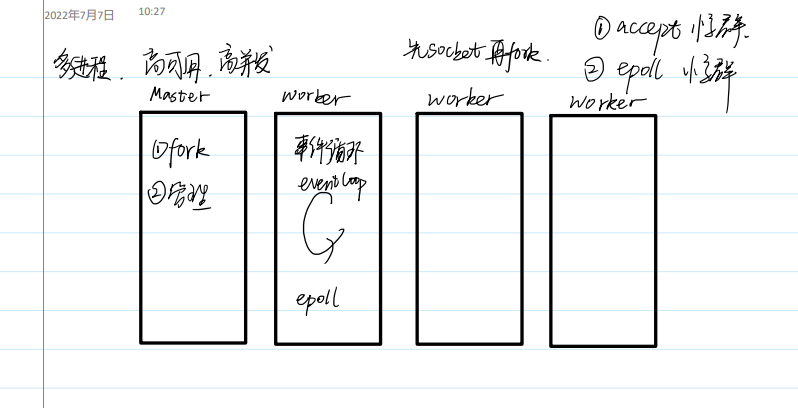 2022年7月7日 10:27
① accept 惊群.
多进程. 高可用. 高并发 先socket再fork. ② epoll 惊群
Master worker worker worker
①fork 事件循环
②管理 eventloop
epoll